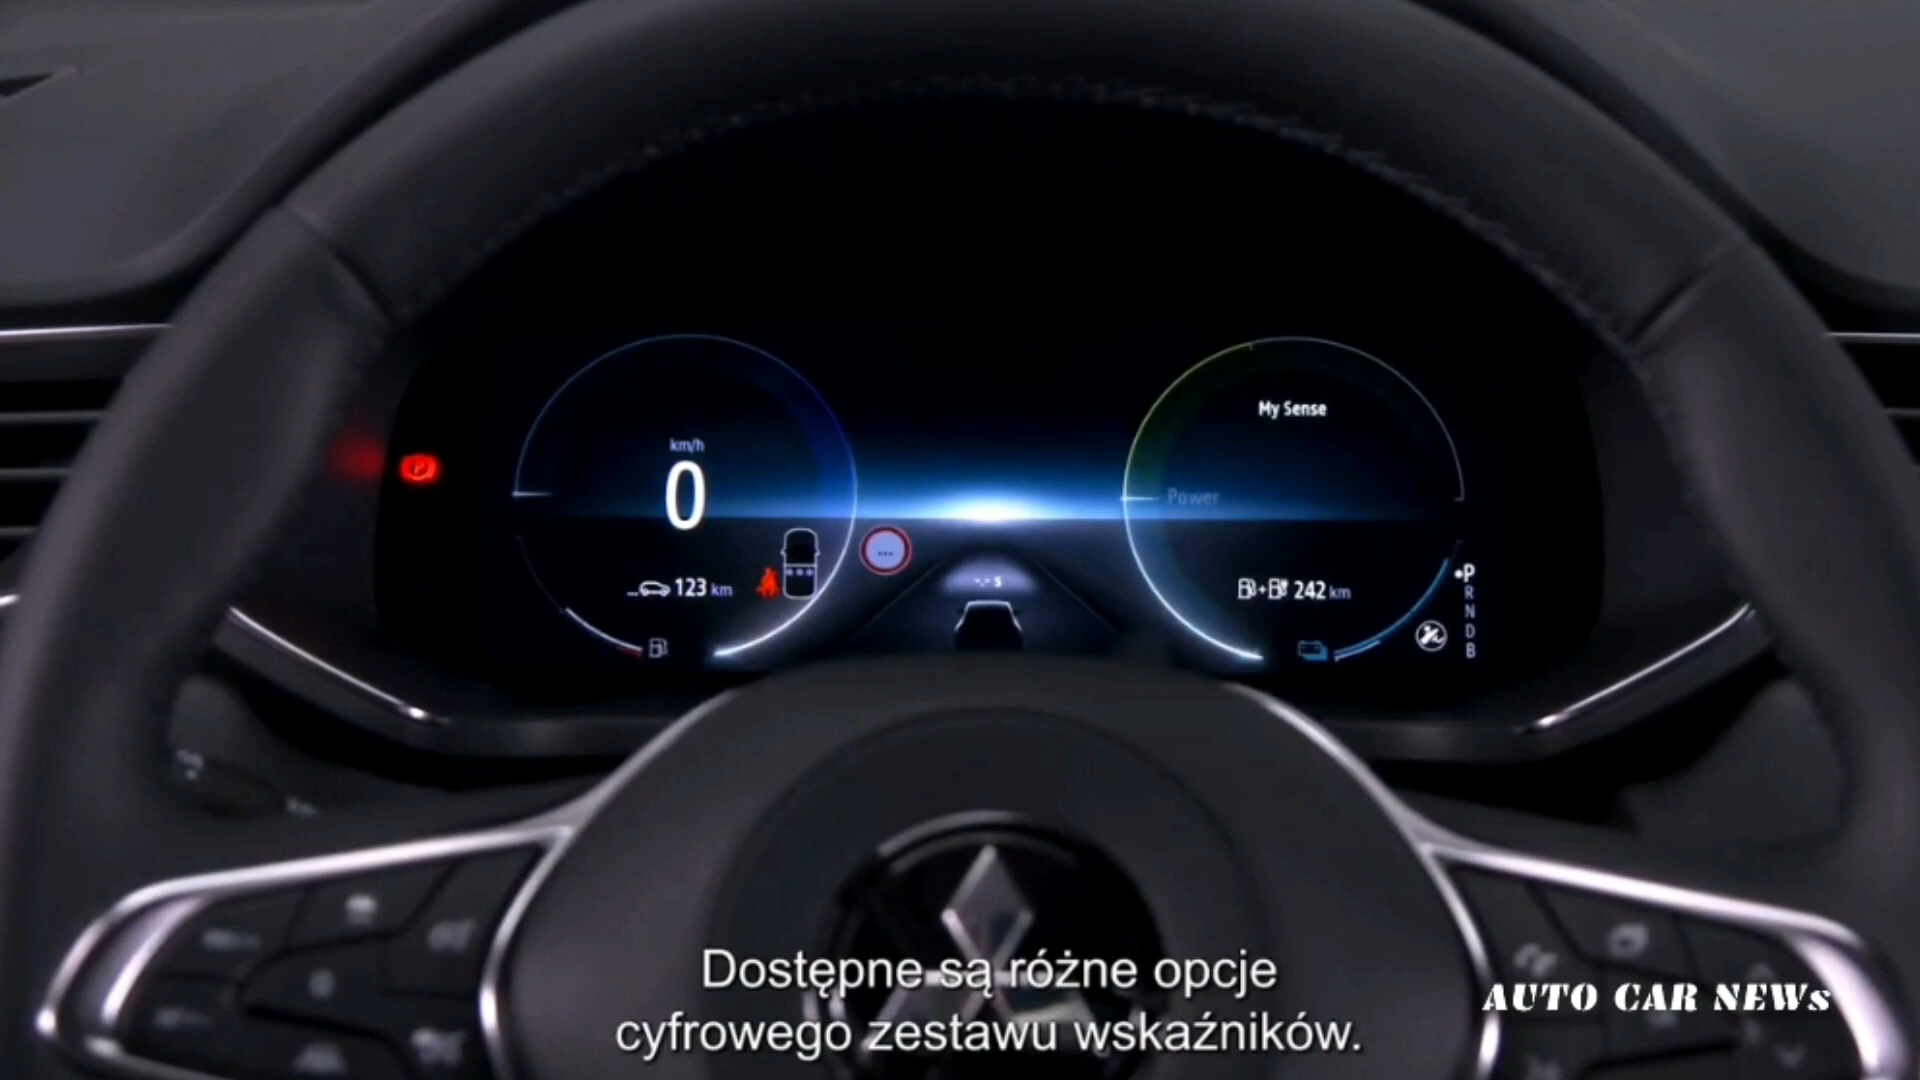 My Sense
km/h
0
Power
123 km
--- s
242 km
P
R
N
D
B
Dostępne są różne opcje
cyfrowego zestawu wskaźników.
AUTO CAR NEWs